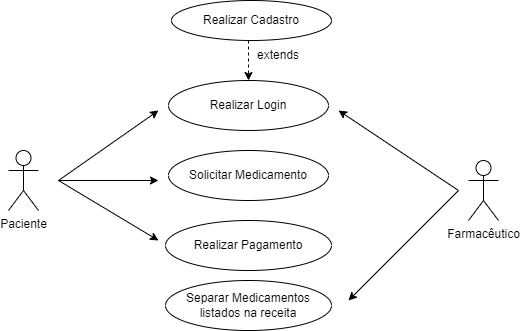 Realizar Cadastro
extends
Realizar Login
Solicitar Medicamento
Paciente
Farmacêutico
Realizar Pagamento
Separar Medicamentos
listados na receita